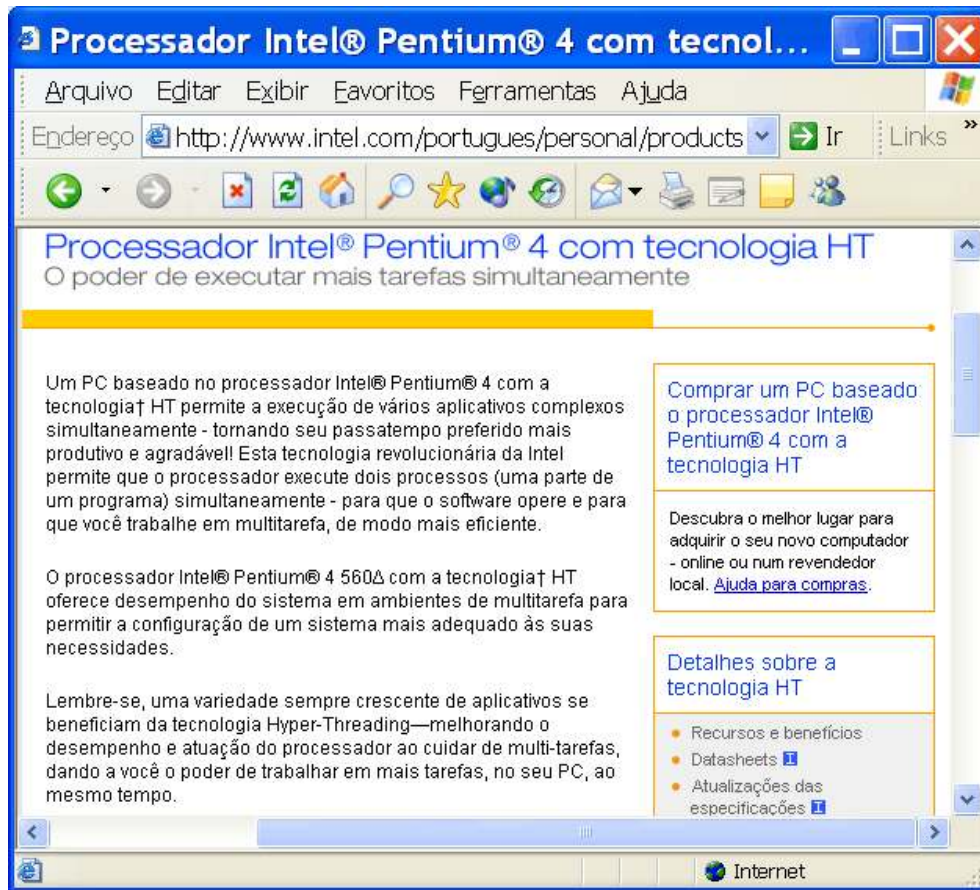 Processador Intel® Pentium® 4 com tecnol...
Arquivo Editar Exibir Favoritos Ferramentas Ajuda
Endereço http://www.intel.com/portugues/personal/products Ir Links »
Processador Intel® Pentium® 4 com tecnologia HT
O poder de executar mais tarefas simultaneamente
Um PC baseado no processador Intel® Pentium® 4 com a
tecnologia† HT permite a execução de vários aplicativos complexos
simultaneamente - tornando seu passatempo preferido mais
produtivo e agradável! Esta tecnologia revolucionária da Intel
permite que o processador execute dois processos (uma parte de
um programa) simultaneamente - para que o software opere e para
que você trabalhe em multitarefa, de modo mais eficiente.
O processador Intel® Pentium® 4 560Δ com a tecnologia† HT
oferece desempenho do sistema em ambientes de multitarefa para
permitir a configuração de um sistema mais adequado às suas
necessidades.
Lembre-se, uma variedade sempre crescente de aplicativos se
beneficiam da tecnologia Hyper-Threading—melhorando o
desempenho e atuação do processador ao cuidar de multi-tarefas,
dando a você o poder de trabalhar em mais tarefas, no seu PC, ao
mesmo tempo.
Comprar um PC baseado
o processador Intel®
Pentium® 4 com a
tecnologia HT
Descubra o melhor lugar para
adquirir o seu novo computador
- online ou num revendedor
local. Ajuda para compras.
Detalhes sobre a
tecnologia HT
• Recursos e benefícios
• Datasheets
• Atualizações das
especificações
Internet